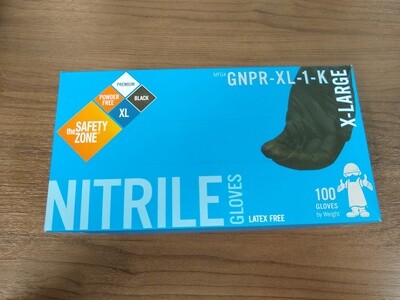 MFG# GNPR-XL-1-K
PREMIUM
POWDER
FREE
BLACK
XL
the SAFETY
ZONE
X-LARGE
NITRILE
GLOVES
LATEX FREE
100
GLOVES
by Weight